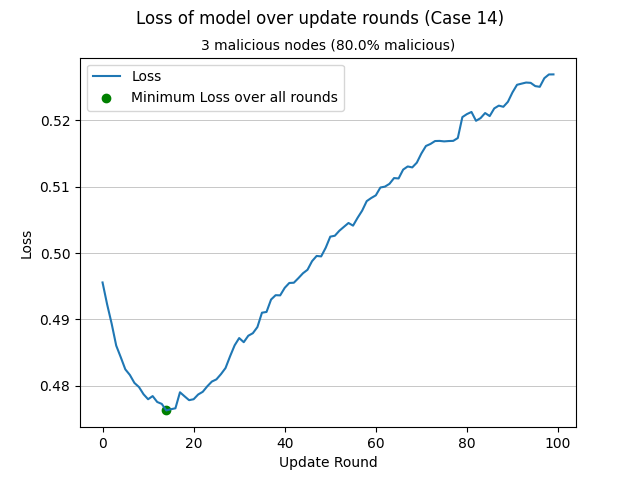 Loss of model over update rounds (Case 14)
3 malicious nodes (80.0% malicious)
Loss
Minimum Loss over all rounds
0.52
0.51
0.50
0.49
0.48
Loss
0 20 40 60 80 100
Update Round